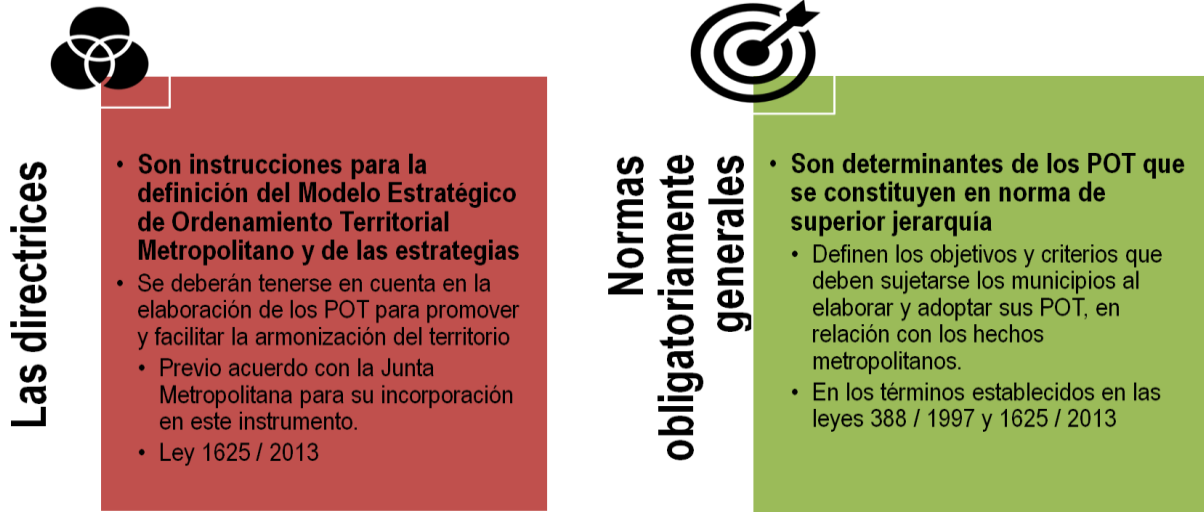 Las directrices
• Son instrucciones para la
definición del Modelo Estratégico
de Ordenamiento Territorial
Metropolitano y de las estrategias
• Se deberán tenerse en cuenta en la
elaboración de los POT para promover
y facilitar la armonización del territorio
• Previo acuerdo con la Junta
Metropolitana para su incorporación
en este instrumento.
• Ley 1625 / 2013
Normas
obligatoriamente
generales
• Son determinantes de los POT que
se constituyen en norma de
superior jerarquía
• Definen los objetivos y criterios que
deben sujetarse los municipios al
elaborar y adoptar sus POT, en
relación con los hechos
metropolitanos.
• En los términos establecidos en las
leyes 388 / 1997 y 1625 / 2013